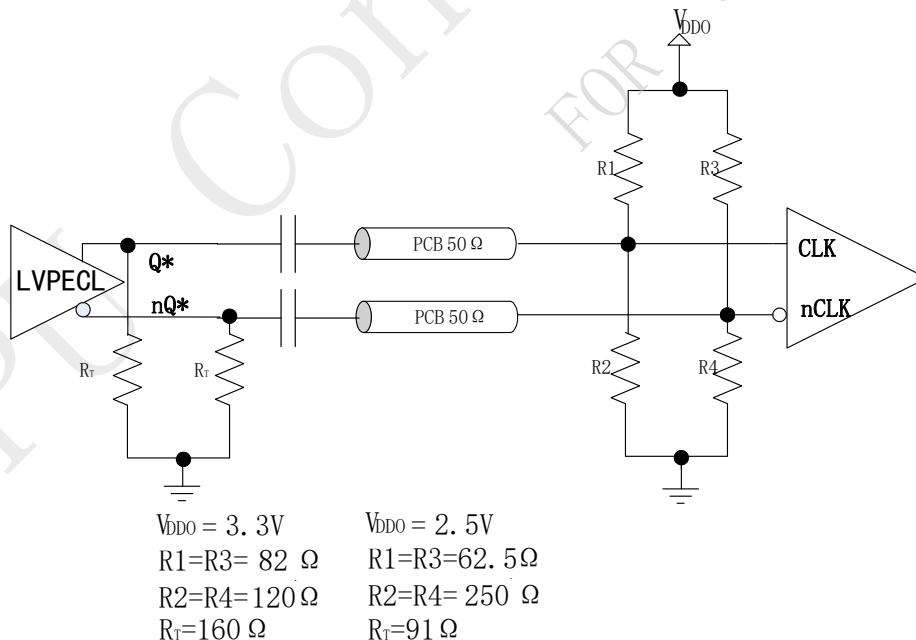 VDDO
FOR
R1
R3
PCB 50 Ω
CLK
LVPECL
Q*
nQ*
PCB 50 Ω
nCLK
RT
RT
R2
R4
VDDO = 3.3V
R1=R3= 82 Ω
R2=R4=120 Ω
RT=160 Ω
VDDO = 2.5V
R1=R3=62.5Ω
R2=R4= 250 Ω
RT=91 Ω